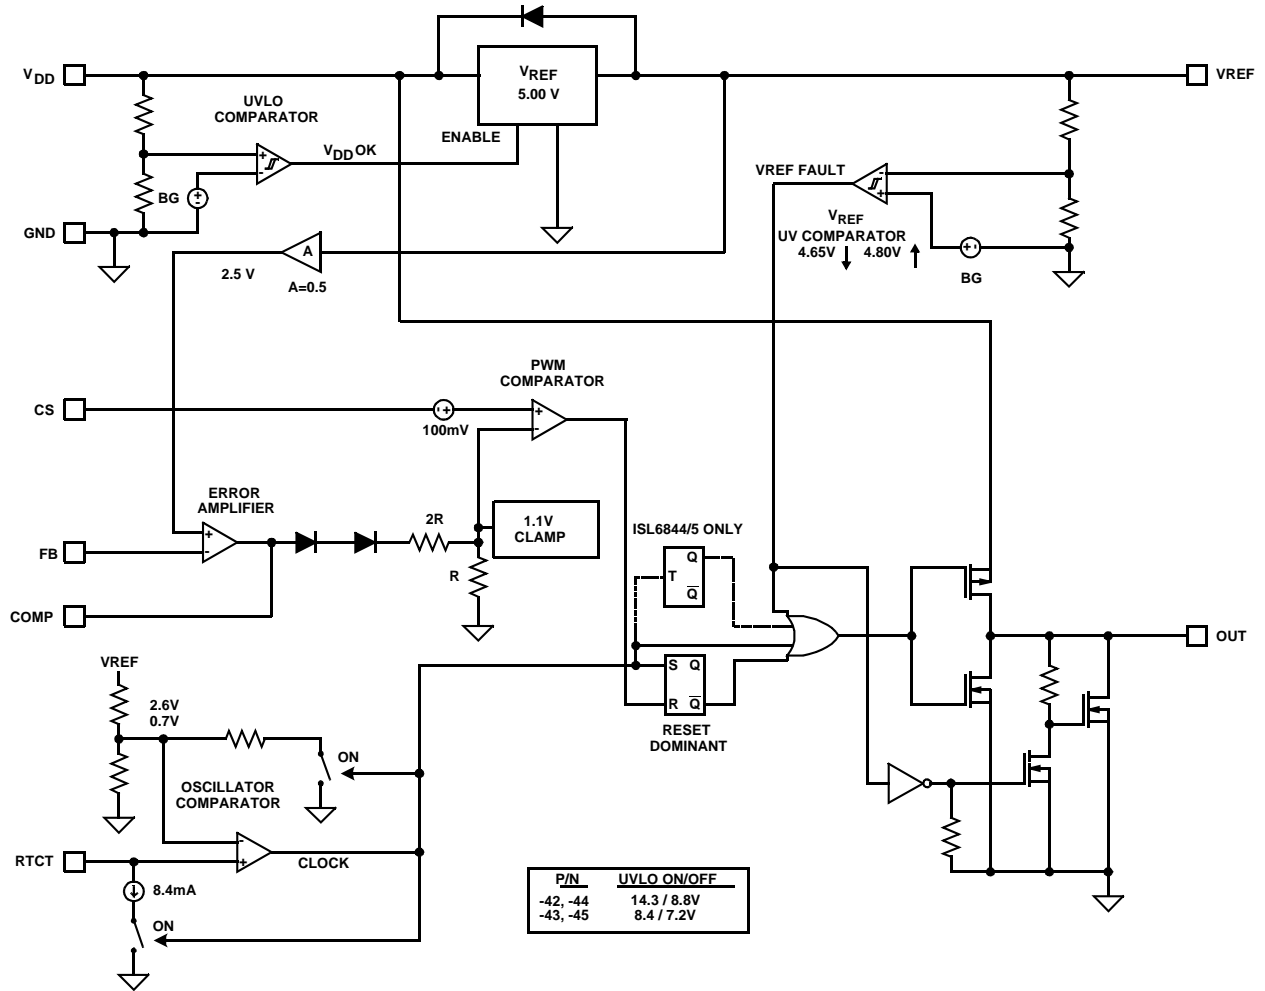 VDD
VREF
5.00 V
VREF
UVLO
COMPARATOR
ENABLE
VDD OK
+
-
BG
+
-
VREF FAULT
-
+
VREF
UV COMPARATOR
4.65V 4.80V
+ -
BG
GND
A
2.5 V
A=0.5
PWM
COMPARATOR
CS
- +
100mV
+
-
ERROR
AMPLIFIER
2R
1.1V
CLAMP
ISL6844/5 ONLY
+
-
FB
R
Q
T
Q
COMP
OUT
VREF
S Q
R Q
RESET
DOMINANT
2.6V
0.7V
ON
OSCILLATOR
COMPARATOR
-
+
RTCT
CLOCK
8.4mA
ON
P/N UVLO ON/OFF
-42, -44 14.3 / 8.8V
-43, -45 8.4 / 7.2V